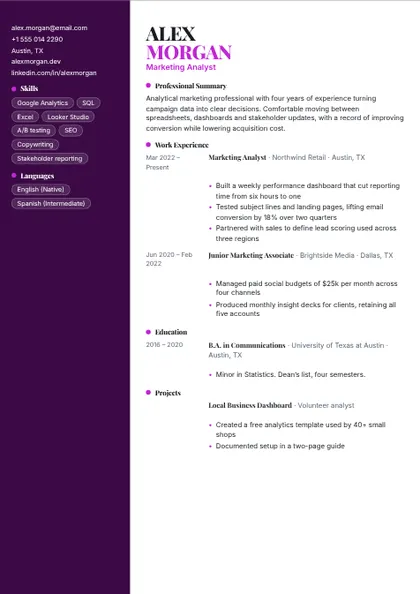 alex.morgan@email.com
+1 555 014 2290
Austin, TX
alexmorgan.dev
linkedin.com/in/alexmorgan
Skills
Google Analytics
SQL
Excel
Looker Studio
A/B testing
SEO
Copywriting
Stakeholder reporting
Languages
English (Native)
Spanish (Intermediate)
ALEX
MORGAN
Marketing Analyst
Professional Summary
Analytical marketing professional with four years of experience turning
campaign data into clear decisions. Comfortable moving between
spreadsheets, dashboards and stakeholder updates, with a record of improving
conversion while lowering acquisition cost.
Work Experience
Mar 2022 –
Present
Marketing Analyst · Northwind Retail · Austin, TX
• Built a weekly performance dashboard that cut reporting
time from six hours to one
• Tested subject lines and landing pages, lifting email
conversion by 18% over two quarters
• Partnered with sales to define lead scoring used across
three regions
Jun 2020 – Feb
2022
Junior Marketing Associate · Brightside Media · Dallas, TX
• Managed paid social budgets of $25k per month across
four channels
• Produced monthly insight decks for clients, retaining all
five accounts
Education
2016 – 2020
B.A. in Communications · University of Texas at Austin ·
Austin, TX
• Minor in Statistics. Dean's list, four semesters.
Projects
Local Business Dashboard · Volunteer analyst
• Created a free analytics template used by 40+ small
shops
• Documented setup in a two-page guide